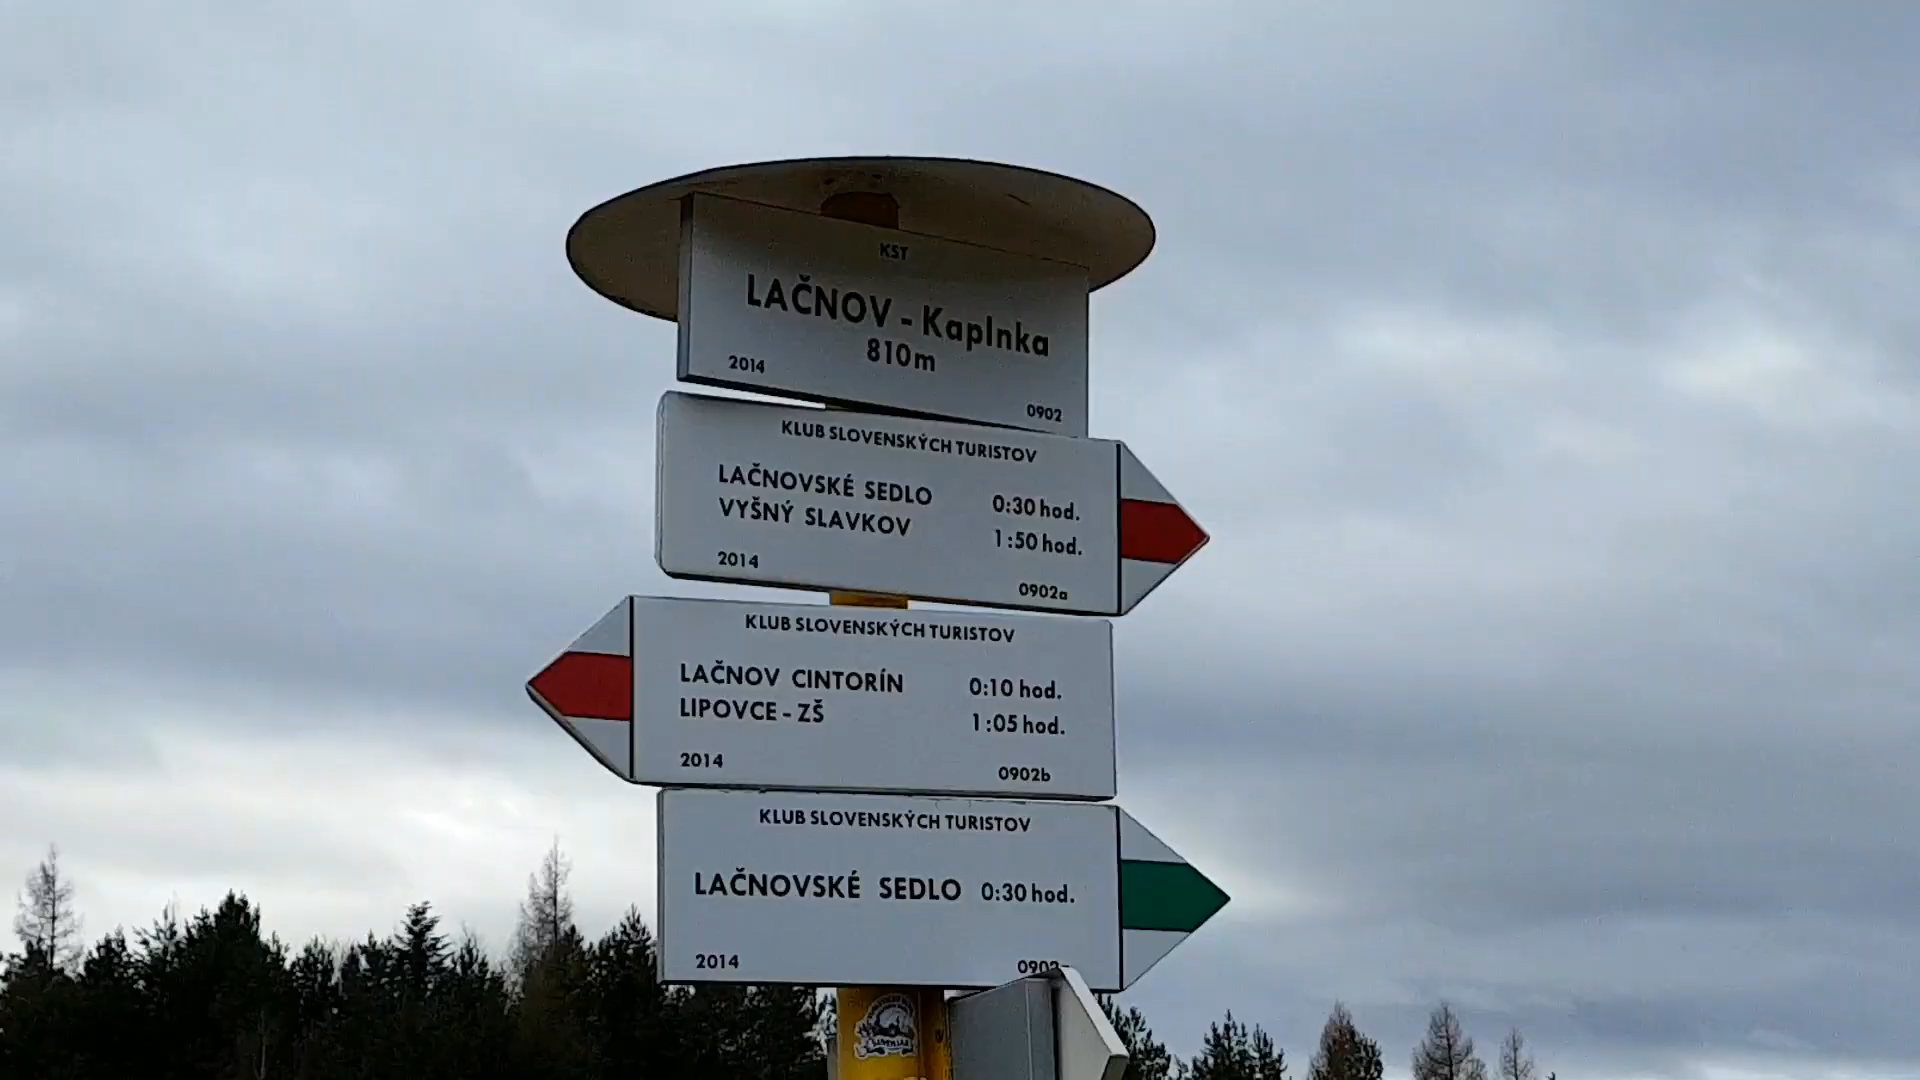 KST
LAČNOV - Kaplnka
810m
2014
0902
KLUB SLOVENSKÝCH TURISTOV
LAČNOVSKÉ SEDLO 0:30 hod.
VYŠNÝ SLAVKOV 1:50 hod.
2014 0902a
KLUB SLOVENSKÝCH TURISTOV
LAČNOV CINTORÍN 0:10 hod.
LIPOVCE - ZŠ 1:05 hod.
2014 0902b
KLUB SLOVENSKÝCH TURISTOV
LAČNOVSKÉ SEDLO 0:30 hod.
2014